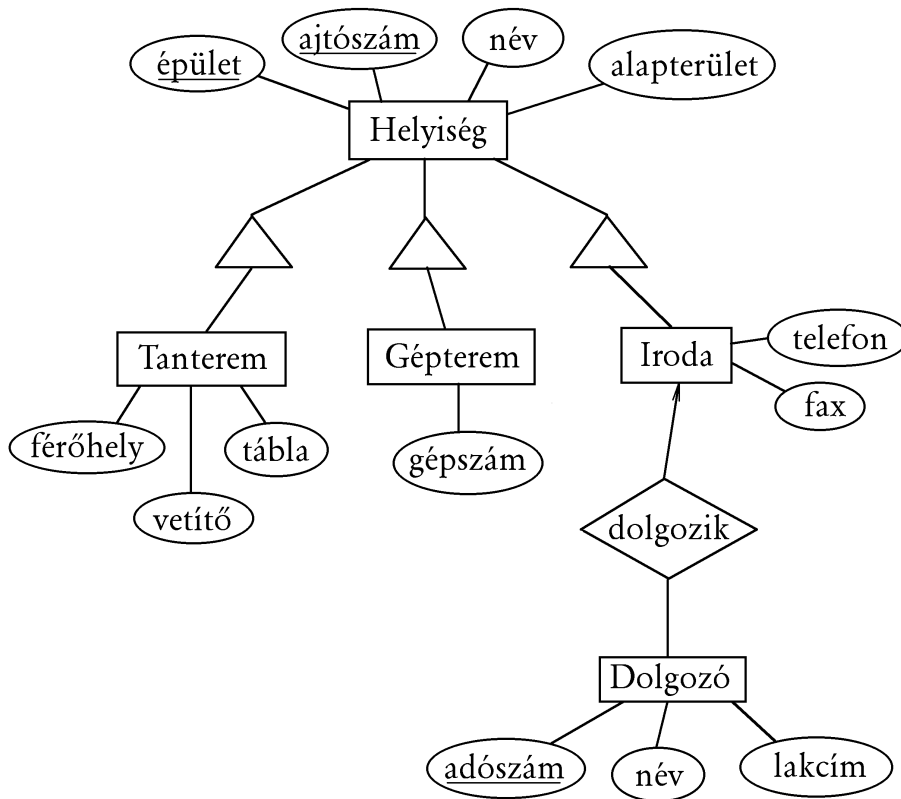 épület
ajtószám
név
alapterület
Helyiség
Tanterem
Gépterem
Iroda
telefon
fax
férőhely
vetítő
tábla
gépszám
dolgozik
Dolgozó
adószám
név
lakcím